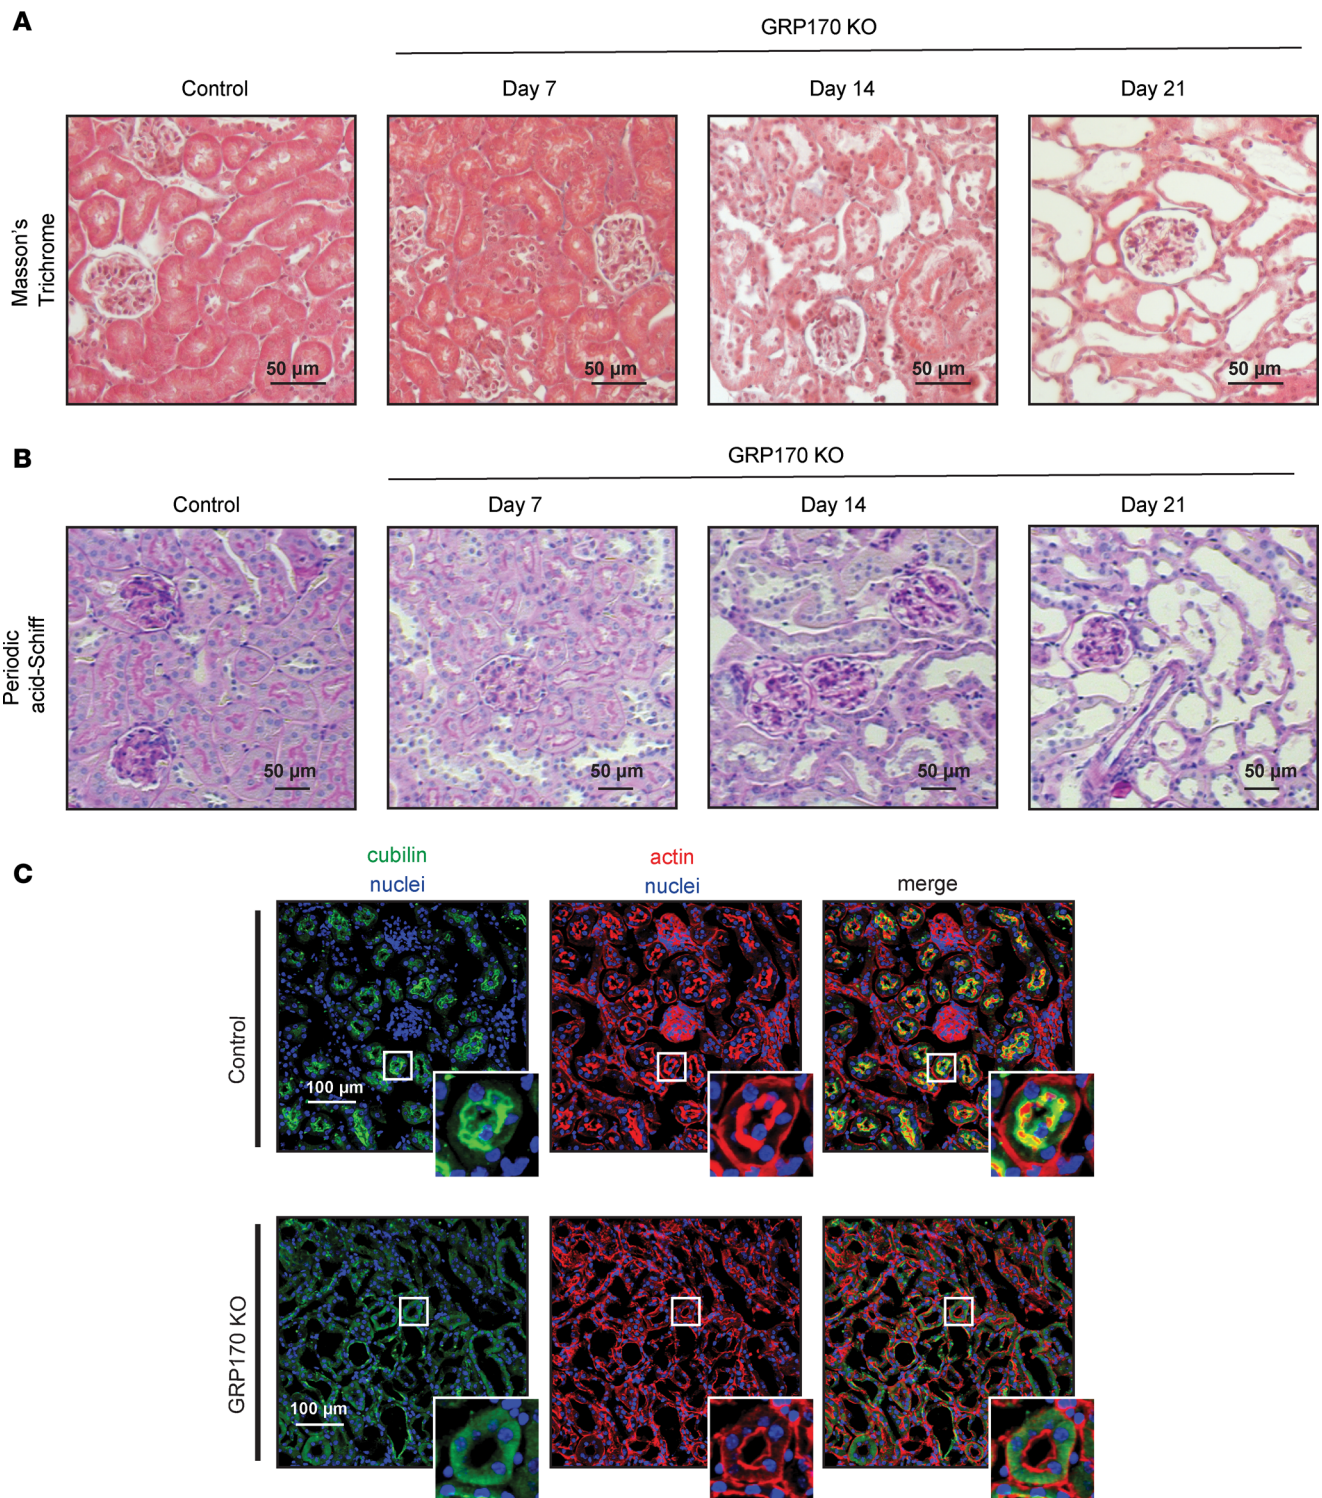 A
GRP170 KO
Control
Day 7
Day 14
Day 21
Masson's
Trichrome
50 µm
50 µm
50 µm
50 µm
B
GRP170 KO
Control
Day 7
Day 14
Day 21
Periodic
acid-Schiff
50 µm
50 µm
50 µm
50 µm
C
cubilin
nuclei
actin
nuclei
merge
Control
100 µm
GRP170 KO
100 µm